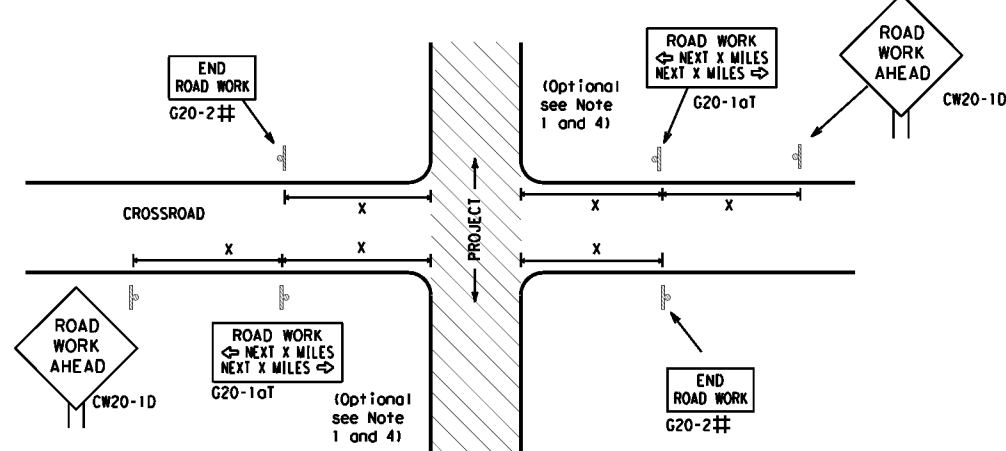 END
ROAD WORK
G20-2#
(Optional
see Note
1 and 4)
ROAD WORK
⇦ NEXT X MILES
NEXT X MILES ⇨
G20-1aT
ROAD
WORK
AHEAD
CW20-1D
CROSSROAD
X
X
X
X
X
X
PROJECT
ROAD
WORK
AHEAD
CW20-1D
ROAD WORK
⇦ NEXT X MILES
NEXT X MILES ⇨
G20-1aT
(Optional
see Note
1 and 4)
END
ROAD WORK
G20-2#